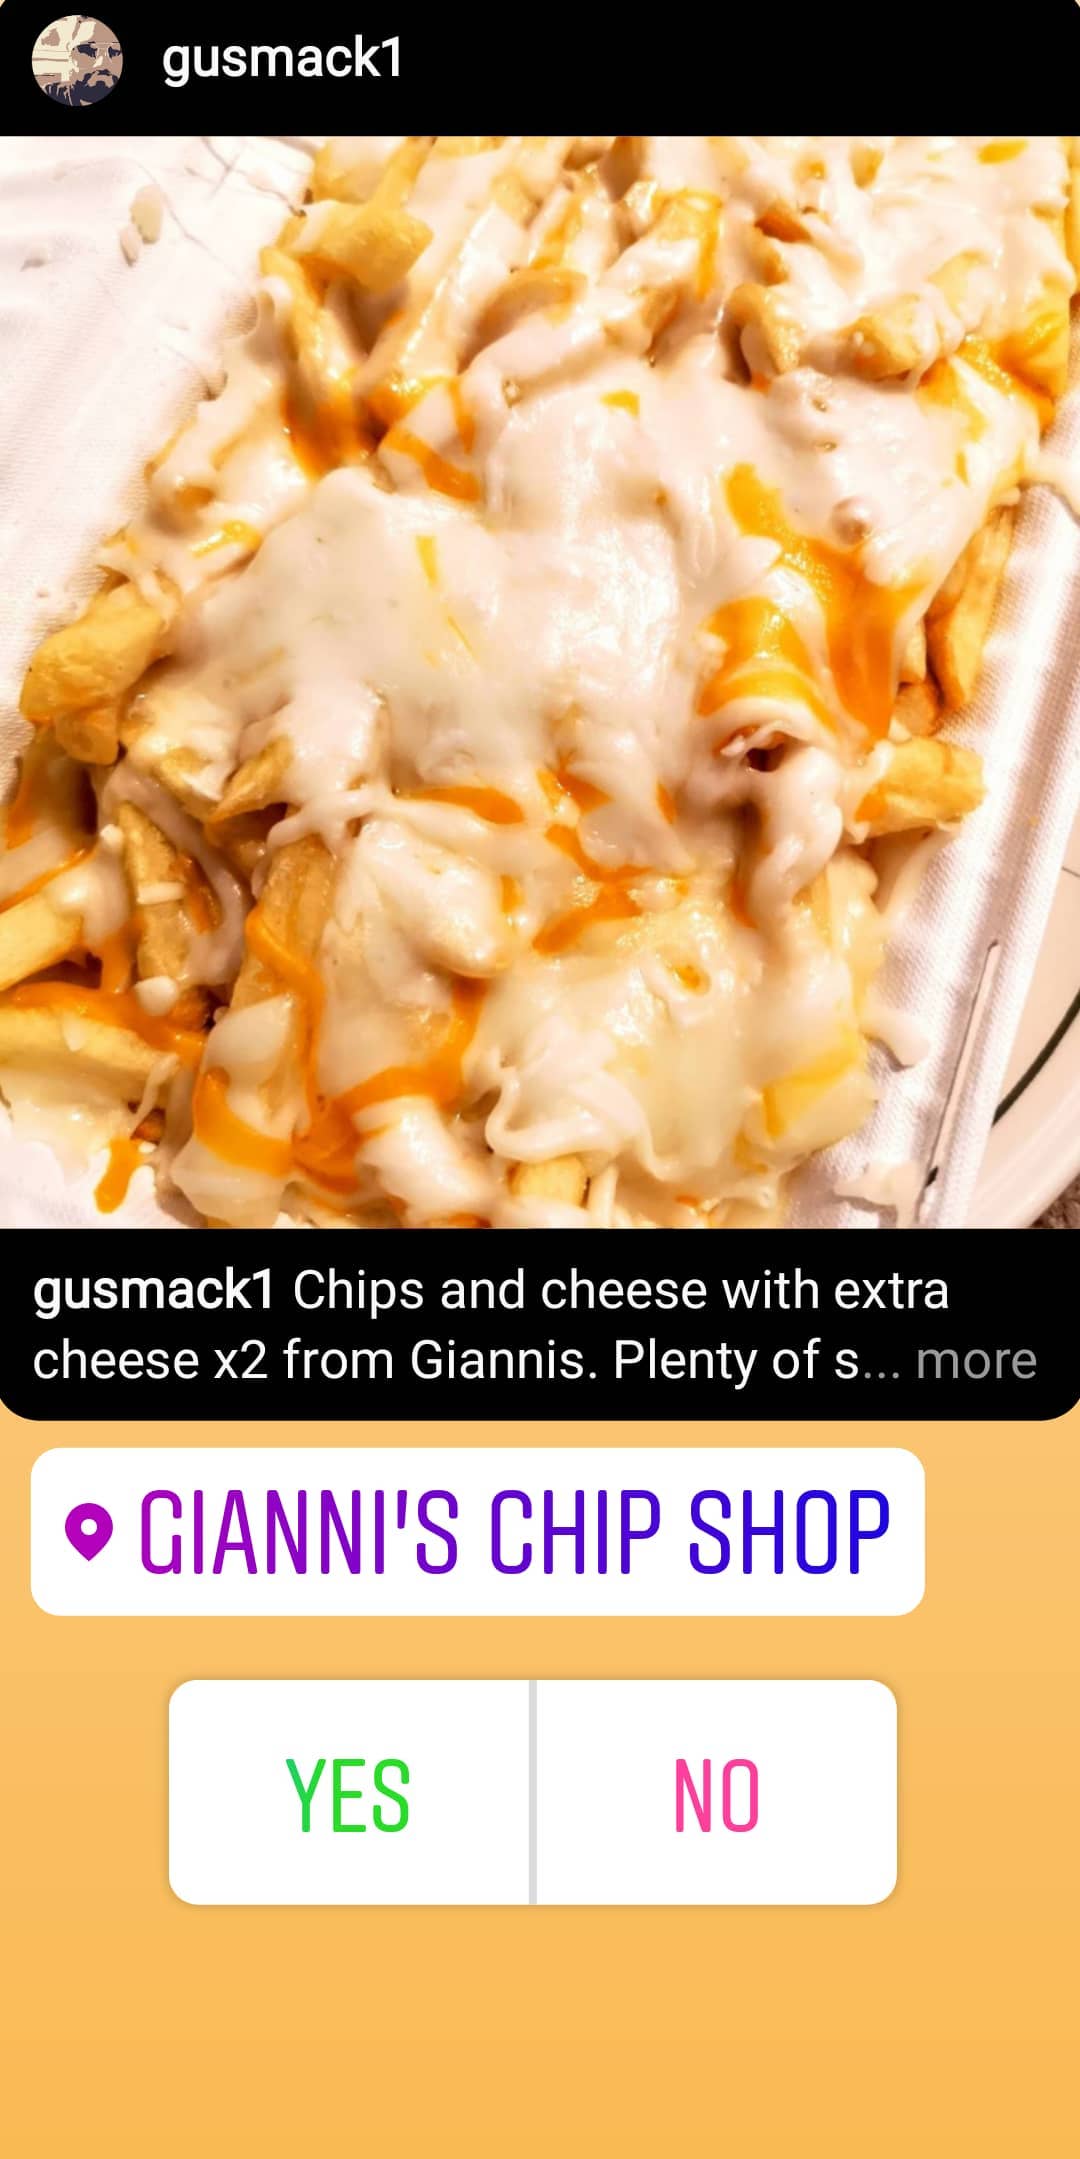 gusmack1
gusmack1 Chips and cheese with extra
cheese x2 from Giannis. Plenty of s... more
GIANNI'S CHIP SHOP
YES NO